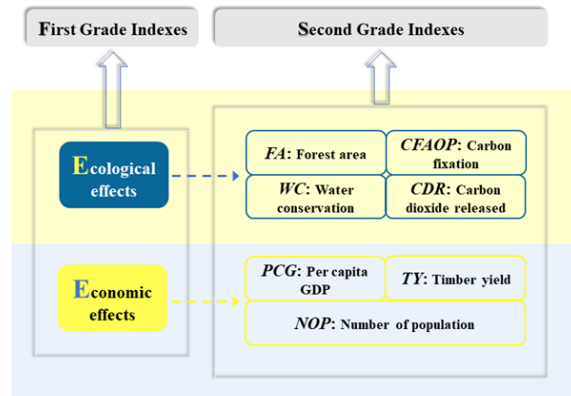 First Grade Indexes
Second Grade Indexes
Ecological
effects
FA: Forest area
CFAOP: Carbon
fixation
WC: Water
conservation
CDR: Carbon
dioxide released
Economic
effects
PCG: Per capita
GDP
TY: Timber yield
NOP: Number of population